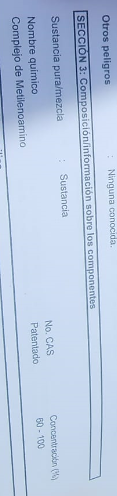 Otros peligros : Ninguna conocida.
SECCIÓN 3: Composición/información sobre los componentes
Sustancia pura/mezcla : Sustancia
Nombre químico No. CAS Concentración (%)
Complejo de Metilenoamino Patentado 60 - 100